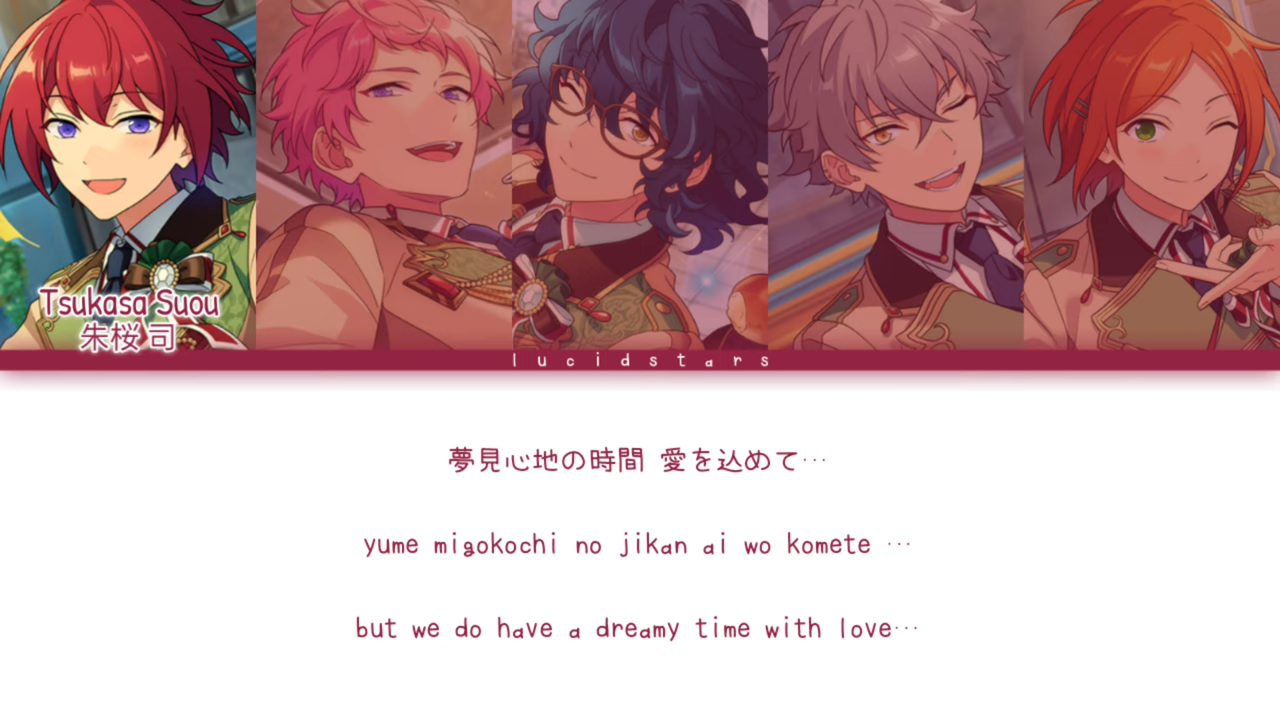 Tsukasa Suou
朱桜 司
lucidstars
夢見心地の時間 愛を込めて…
yume migokochi no jikan ai wo komete …
but we do have a dreamy time with love…